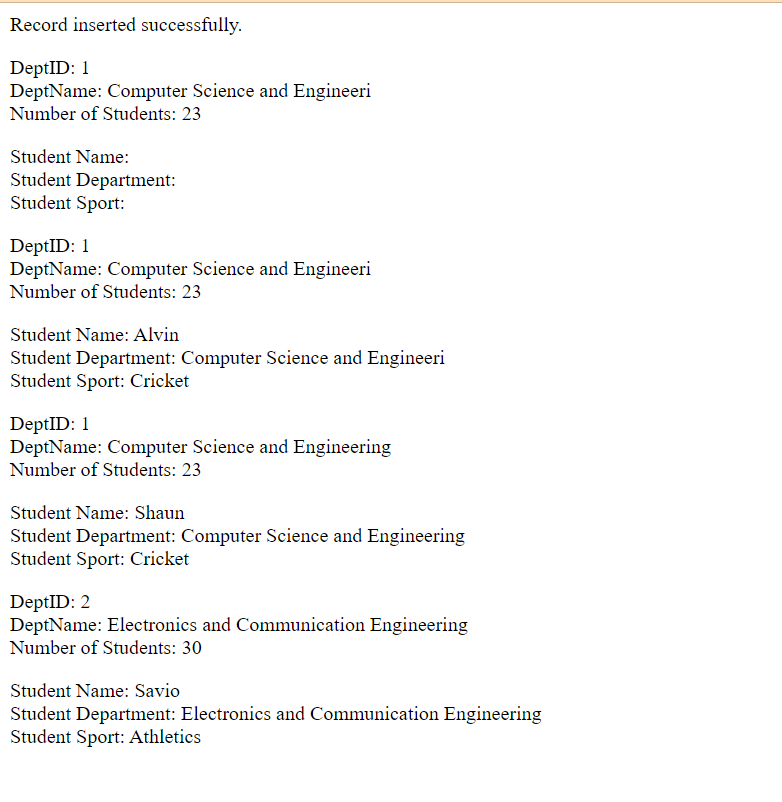 Record inserted successfully.
DeptID: 1
DeptName: Computer Science and Engineeri
Number of Students: 23
Student Name:
Student Department:
Student Sport:
DeptID: 1
DeptName: Computer Science and Engineeri
Number of Students: 23
Student Name: Alvin
Student Department: Computer Science and Engineeri
Student Sport: Cricket
DeptID: 1
DeptName: Computer Science and Engineering
Number of Students: 23
Student Name: Shaun
Student Department: Computer Science and Engineering
Student Sport: Cricket
DeptID: 2
DeptName: Electronics and Communication Engineering
Number of Students: 30
Student Name: Savio
Student Department: Electronics and Communication Engineering
Student Sport: Athletics